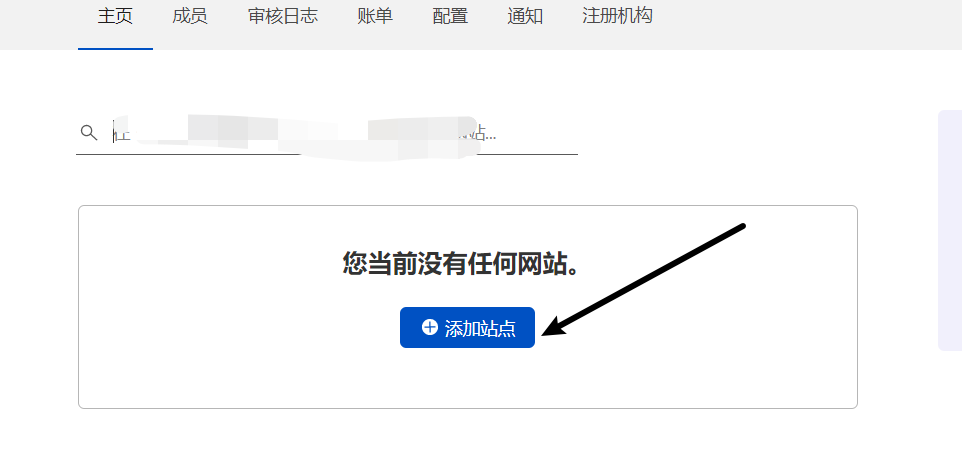 主页 成员 审核日志 账单 配置 通知 注册机构
站...
您当前没有任何网站。
添加站点